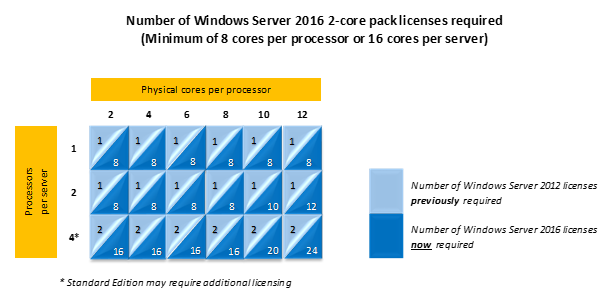 Number of Windows Server 2016 2-core pack licenses required
(Minimum of 8 cores per processor or 16 cores per server)
Physical cores per processor
2 4 6 8 10 12
Processors
per server
1 1 8 1 8 1 8 1 8 1 8 1 8
2 1 8 1 8 1 8 1 8 1 10 1 12
4* 2 16 2 16 2 16 2 16 2 20 2 24
Number of Windows Server 2012 licenses
previously required
Number of Windows Server 2016 licenses
now required
* Standard Edition may require additional licensing